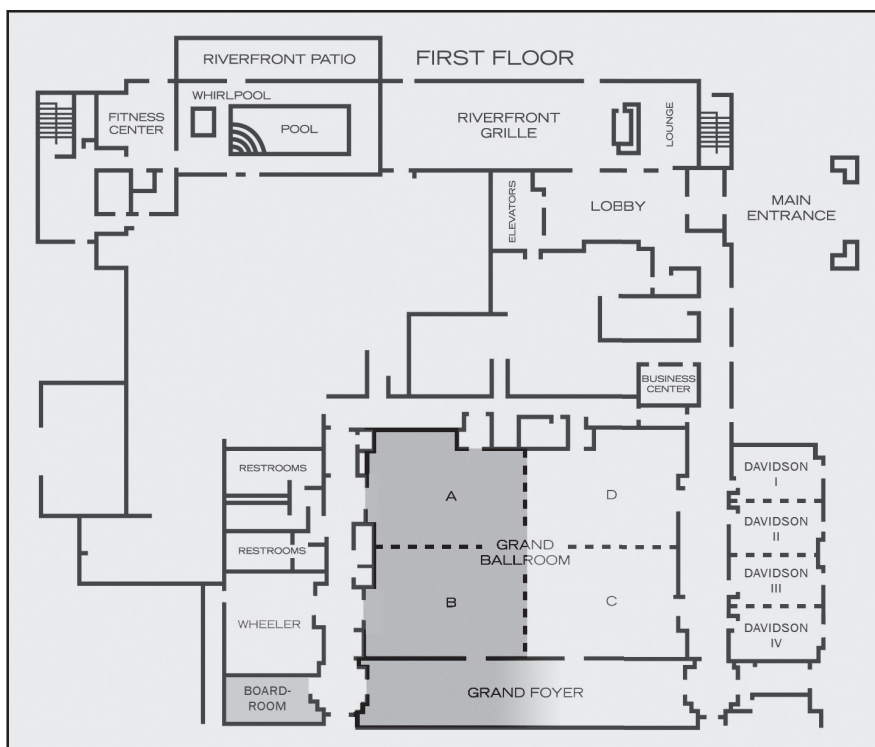 RIVERFRONT PATIO
FIRST FLOOR
WHIRLPOOL
FITNESS
CENTER
POOL
RIVERFRONT
GRILLE
LOUNGE
ELEVATORS
LOBBY
MAIN
ENTRANCE
BUSINESS
CENTER
RESTROOMS
A
D
DAVIDSON
I
DAVIDSON
II
GRAND
BALLROOM
RESTROOMS
DAVIDSON
III
B
C
WHEELER
DAVIDSON
IV
BOARD-
ROOM
GRAND FOYER